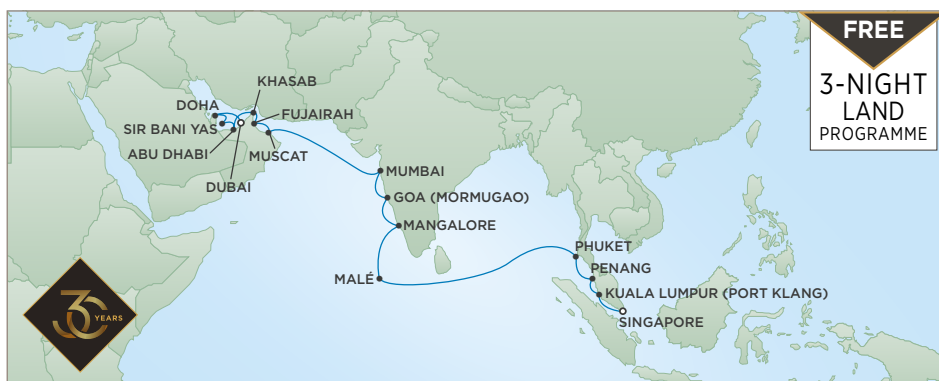 FREE
3-NIGHT
LAND
PROGRAMME
KHASAB
DOHA
FUJAIRAH
SIR BANI YAS
ABU DHABI
MUSCAT
DUBAI
MUMBAI
GOA (MORMUGAO)
MANGALORE
MALÉ
PHUKET
PENANG
KUALA LUMPUR (PORT KLANG)
SINGAPORE
30
YEARS